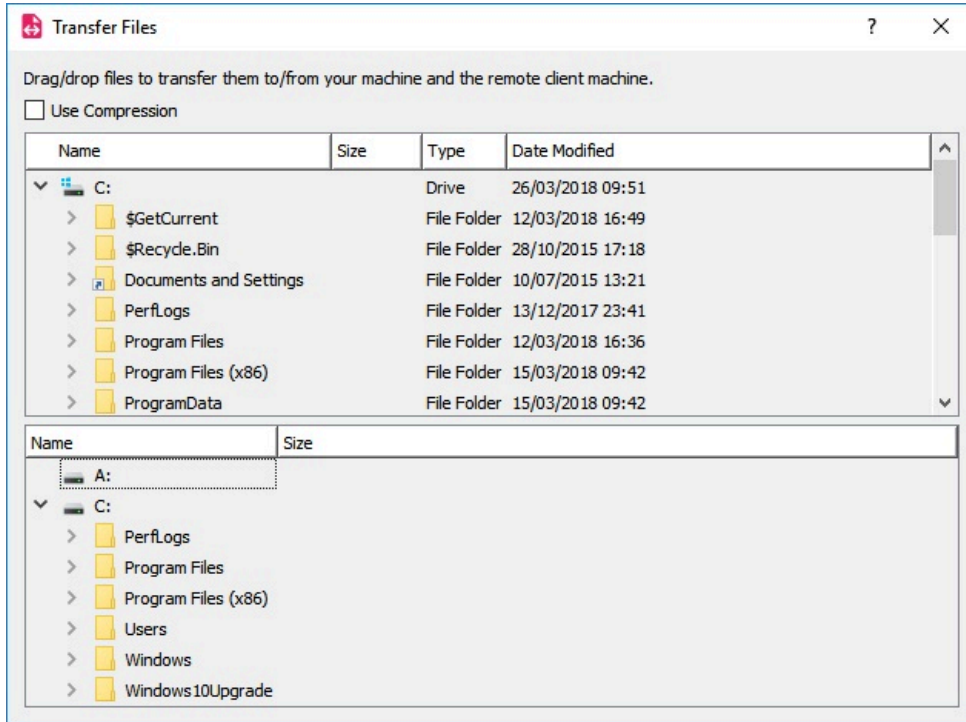 Transfer Files ?
Drag/drop files to transfer them to/from your machine and the remote client machine.
Use Compression
Name Size Type Date Modified
C: Drive 26/03/2018 09:51
$GetCurrent File Folder 12/03/2018 16:49
$Recycle.Bin File Folder 28/10/2015 17:18
Documents and Settings File Folder 10/07/2015 13:21
PerfLogs File Folder 13/12/2017 23:41
Program Files File Folder 12/03/2018 16:36
Program Files (x86) File Folder 15/03/2018 09:42
ProgramData File Folder 15/03/2018 09:42
Name Size
A:
C:
PerfLogs
Program Files
Program Files (x86)
Users
Windows
Windows10Upgrade